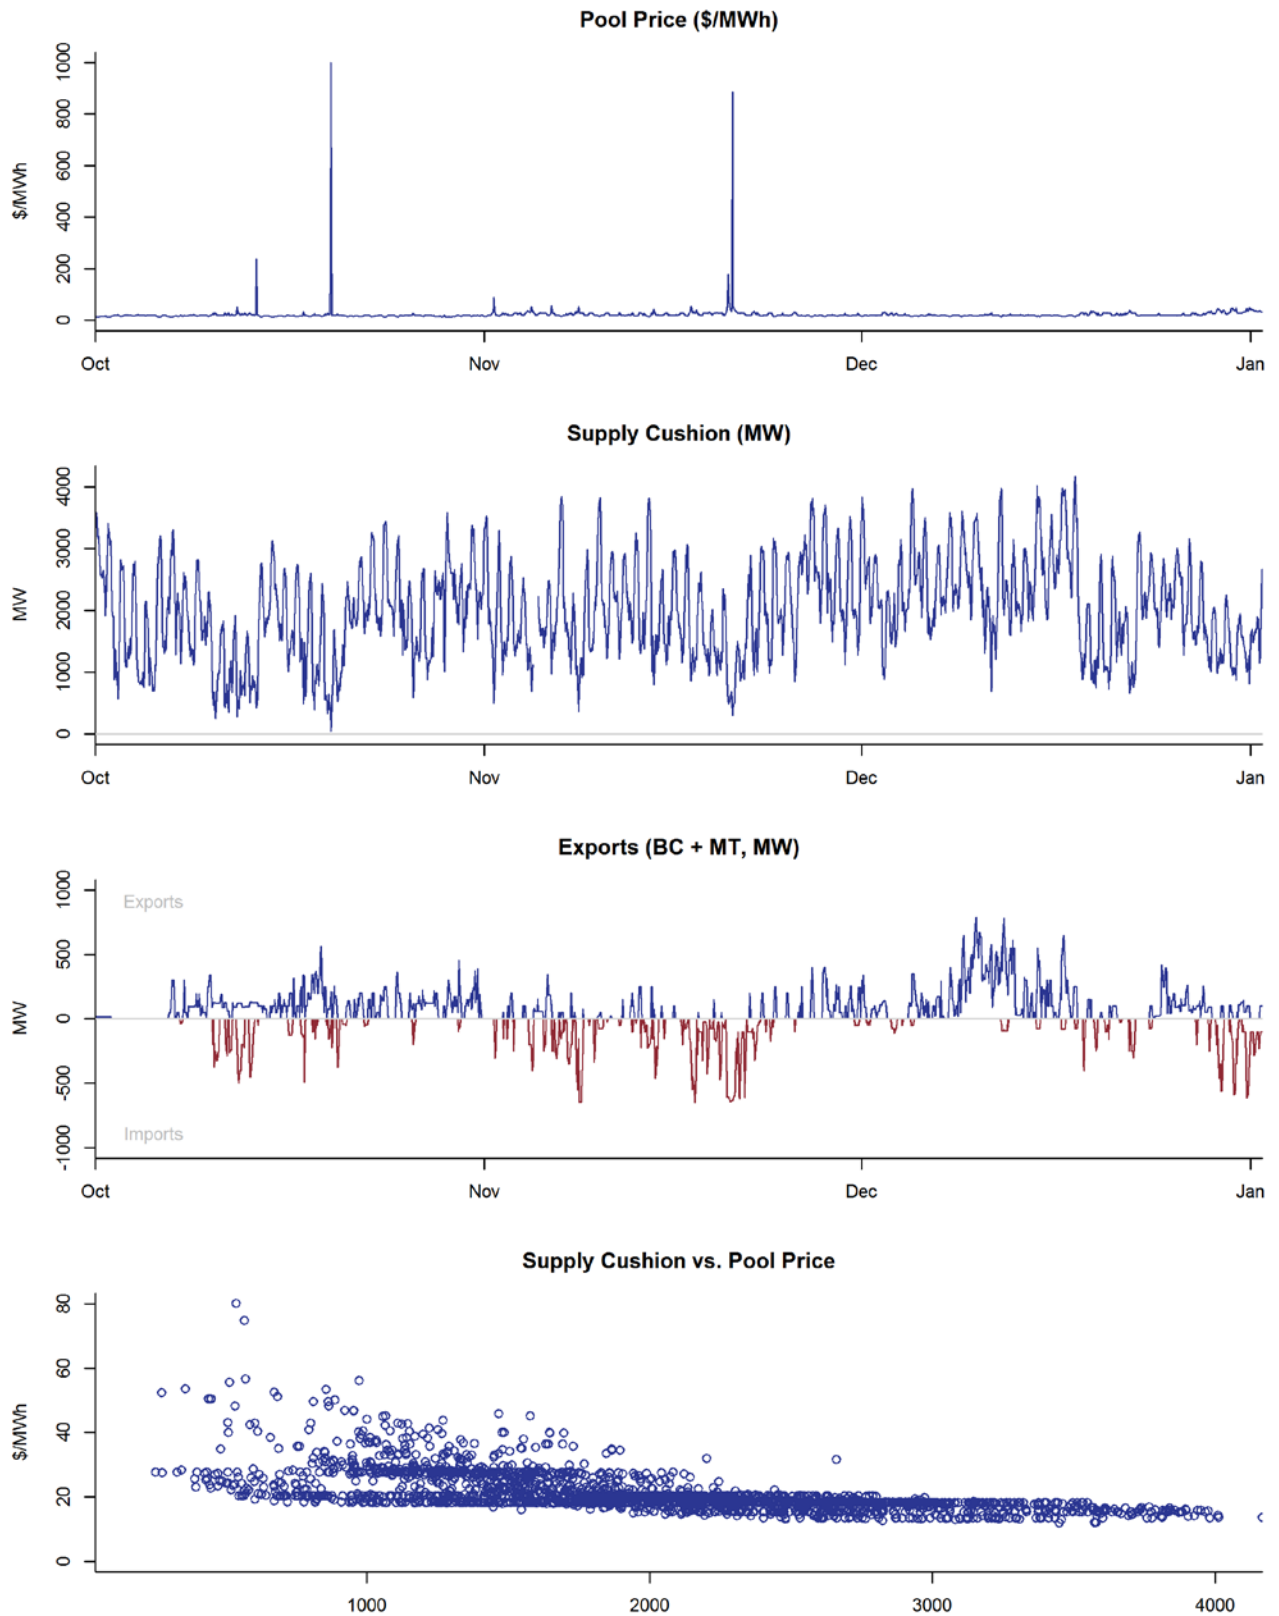 Pool Price ($/MWh)
$/MWh
1000
800
600
400
200
0
Oct Nov Dec Jan
Supply Cushion (MW)
MW
4000
3000
2000
1000
0
Oct Nov Dec Jan
Exports (BC + MT, MW)
MW
1000
500
0
-500
-1000
Exports
Imports
Oct Nov Dec Jan
Supply Cushion vs. Pool Price
$/MWh
80
60
40
20
0
1000 2000 3000 4000